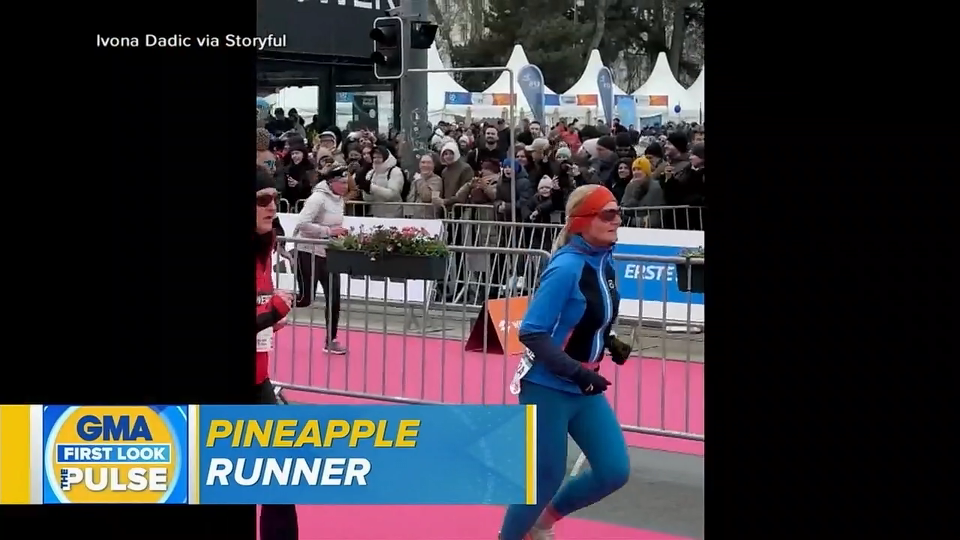 Ivona Dadic via Storyful
ERSTE
GMA
FIRST LOOK
THE PULSE
PINEAPPLE
RUNNER